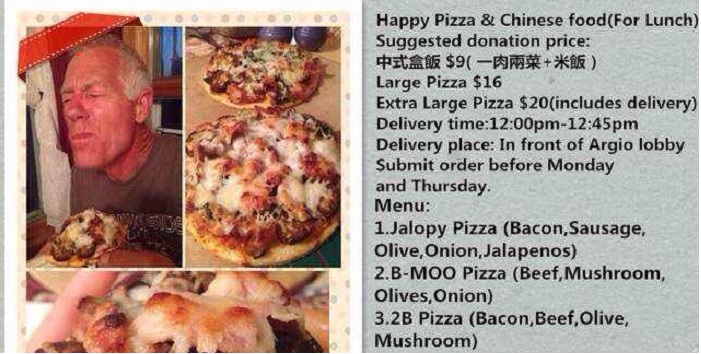 Happy Pizza & Chinese food(For Lunch)
Suggested donation price:
中式盒飯 $9( 一肉兩菜+米飯 )
Large Pizza $16
Extra Large Pizza $20(includes delivery)
Delivery time:12:00pm-12:45pm
Delivery place: In front of Argio lobby
Submit order before Monday
and Thursday.
Menu:
1.Jalopy Pizza (Bacon,Sausage,
Olive,Onion,Jalapenos)
2.B-MOO Pizza (Beef,Mushroom,
Olives,Onion)
3.2B Pizza (Bacon,Beef,Olive,
Mushroom)